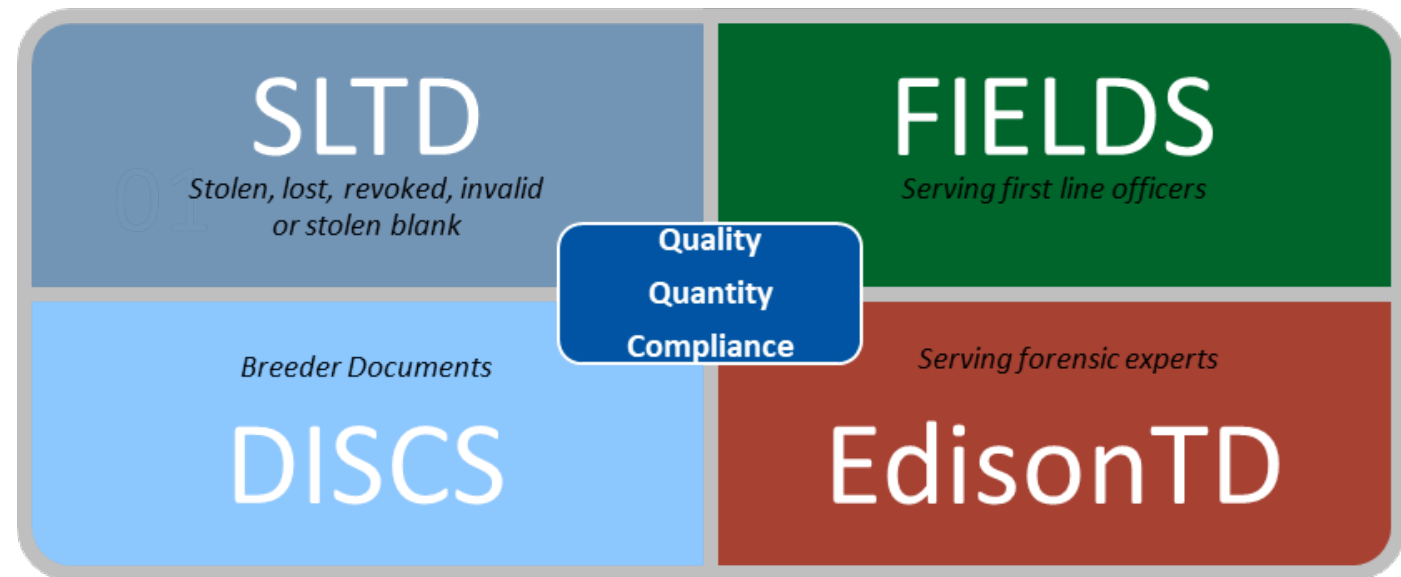 SLTD
01
Stolen, lost, revoked, invalid
or stolen blank
FIELDS
Serving first line officers
Quality
Quantity
Compliance
Breeder Documents
DISCS
Serving forensic experts
EdisonTD